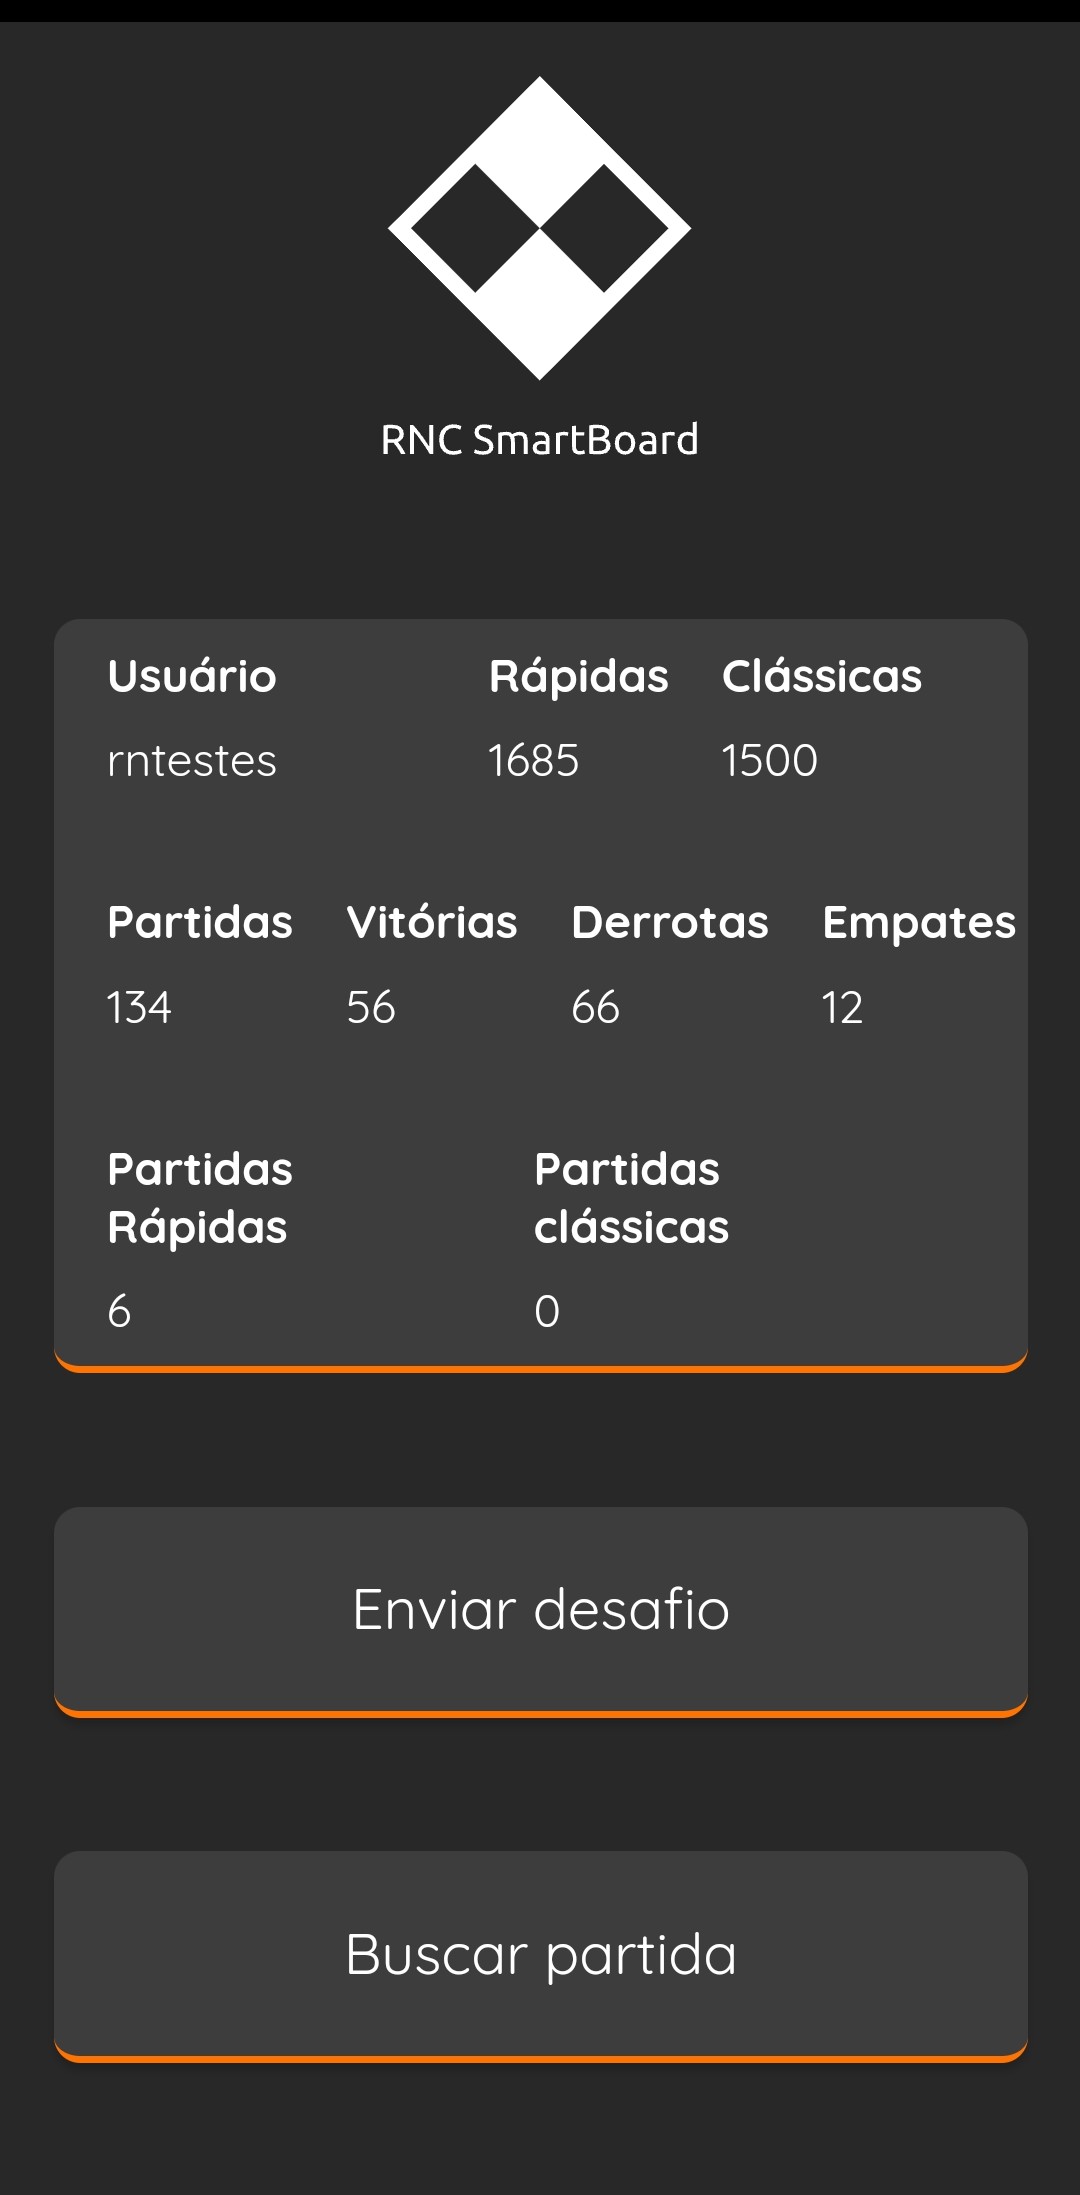 RNC SmartBoard
Usuário Rápidas Clássicas
rntestes 1685 1500
Partidas Vitórias Derrotas Empates
134 56 66 12
Partidas Partidas
Rápidas clássicas
6 0
Enviar desafio
Buscar partida